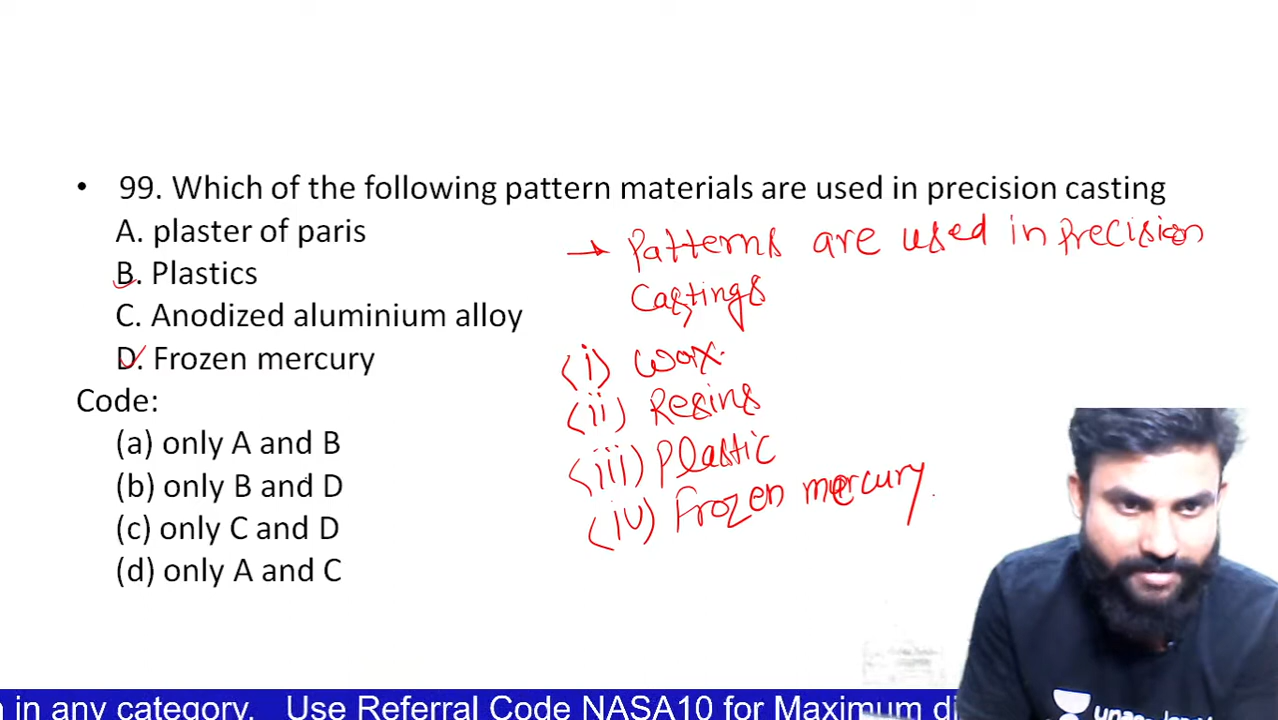 • 99. Which of the following pattern materials are used in precision casting
A. plaster of paris
B. Plastics
C. Anodized aluminium alloy
D. Frozen mercury
Code:
(a) only A and B
(b) only B and D
(c) only C and D
(d) only A and C
→ Patterns are used in Precision
Castings
(i) wax
(ii) Resins
(iii) Plastic
(iv) Frozen mercury
in any category. Use Referral Code NASA10 for Maximum